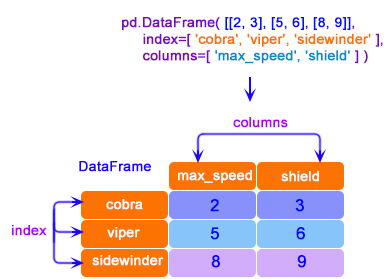 pd.DataFrame( [[2, 3], [5, 6], [8, 9]],
index=[ 'cobra', 'viper', 'sidewinder' ],
columns=[ 'max_speed', 'shield' ] )
columns
DataFrame
max_speed shield
cobra 2 3
index
viper 5 6
sidewinder 8 9